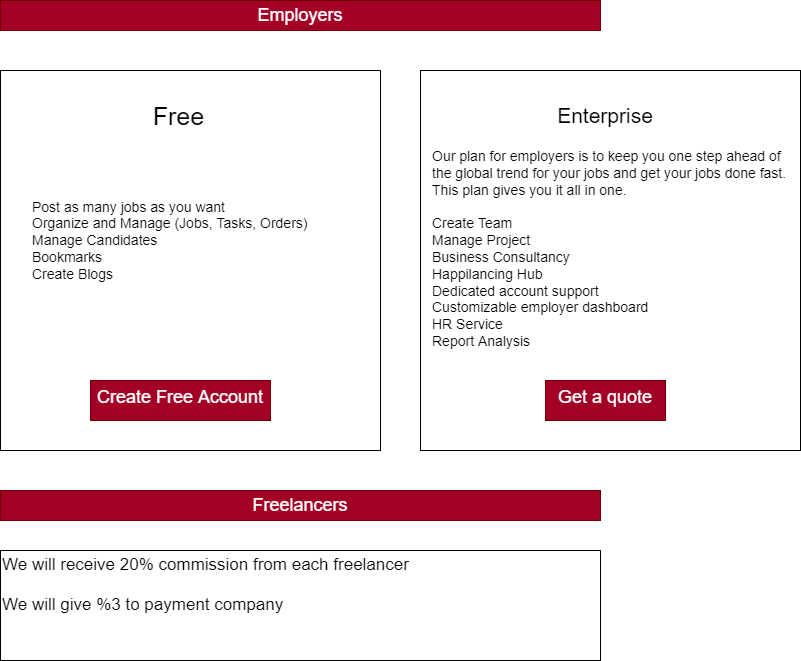 Employers
Free
Post as many jobs as you want
Organize and Manage (Jobs, Tasks, Orders)
Manage Candidates
Bookmarks
Create Blogs
Create Free Account
Enterprise
Our plan for employers is to keep you one step ahead of
the global trend for your jobs and get your jobs done fast.
This plan gives you it all in one.
Create Team
Manage Project
Business Consultancy
Happilancing Hub
Dedicated account support
Customizable employer dashboard
HR Service
Report Analysis
Get a quote
Freelancers
We will receive 20% commission from each freelancer
We will give %3 to payment company